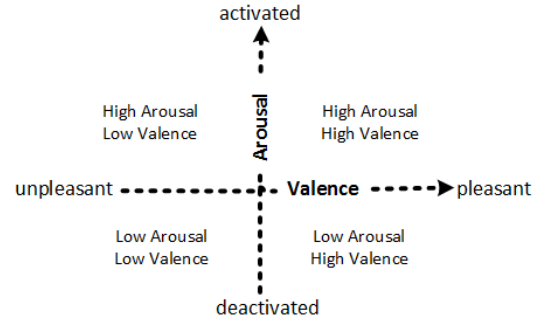 activated
Arousal
High Arousal
Low Valence
High Arousal
High Valence
unpleasant
Valence
pleasant
Low Arousal
Low Valence
Low Arousal
High Valence
deactivated